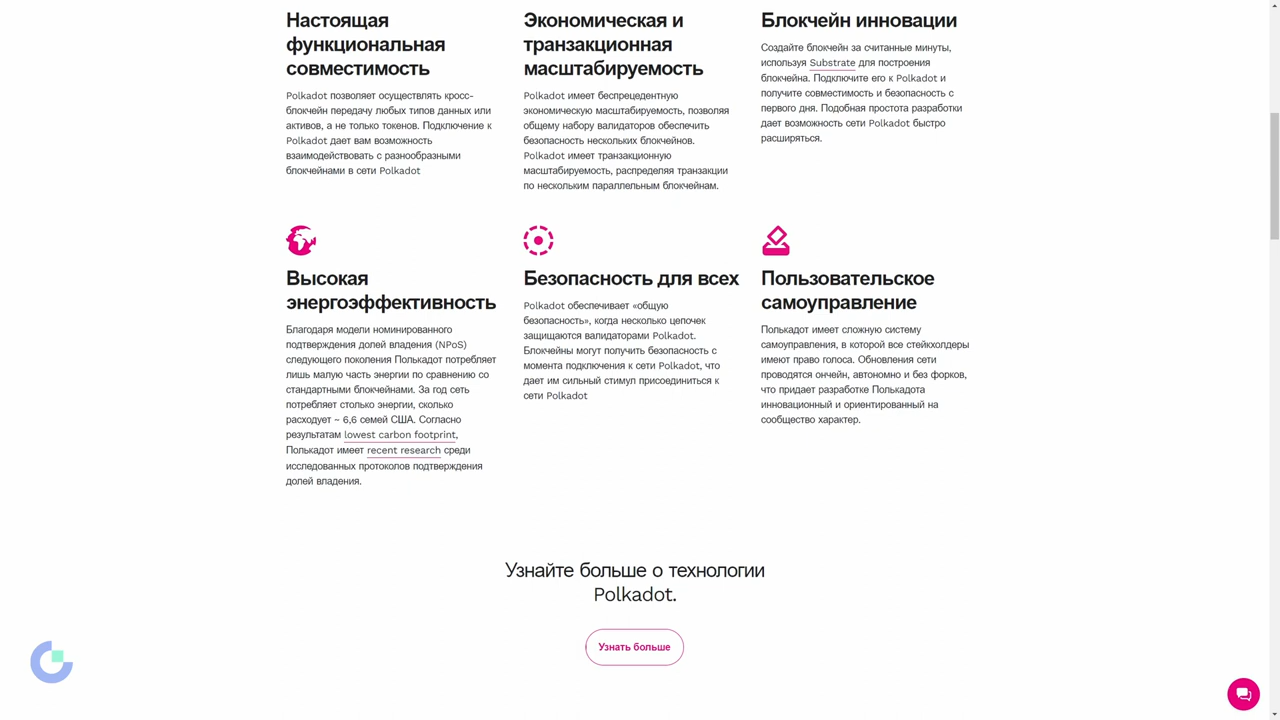 Настоящая
функциональная
совместимость
Polkadot позволяет осуществлять кросс-
блокчейн передачу любых типов данных или
активов, а не только токенов. Подключение к
Polkadot дает вам возможность
взаимодействовать с разнообразными
блокчейнами в сети Polkadot
Экономическая и
транзакционная
масштабируемость
Polkadot имеет беспрецедентную
экономическую масштабируемость, позволяя
общему набору валидаторов обеспечить
безопасность нескольких блокчейнов.
Polkadot имеет транзакционную
масштабируемость, распределяя транзакции
по нескольким параллельным блокчейнам.
Блокчейн инновации
Создайте блокчейн за считанные минуты,
используя Substrate для построения
блокчейна. Подключите его к Polkadot и
получите совместимость и безопасность с
первого дня. Подобная простота разработки
дает возможность сети Polkadot быстро
расширяться.
Высокая
энергоэффективность
Благодаря модели номинированного
подтверждения долей владения (NPoS)
следующего поколения Полькадот потребляет
лишь малую часть энергии по сравнению со
стандартными блокчейнами. За год сеть
потребляет столько энергии, сколько
расходует ~ 6,6 семей США. Согласно
результатам lowest carbon footprint,
Полькадот имеет recent research среди
исследованных протоколов подтверждения
долей владения.
Безопасность для всех
Polkadot обеспечивает «общую
безопасность», когда несколько цепочек
защищаются валидаторами Polkadot.
Блокчейны могут получить безопасность с
момента подключения к сети Polkadot, что
дает им сильный стимул присоединиться к
сети Polkadot
Пользовательское
самоуправление
Полькадот имеет сложную систему
самоуправления, в которой все стейкхолдеры
имеют право голоса. Обновления сети
проводятся ончейн, автономно и без форков,
что придает разработке Полькадота
инновационный и ориентированный на
сообщество характер.
Узнайте больше о технологии
Polkadot.
Узнать больше